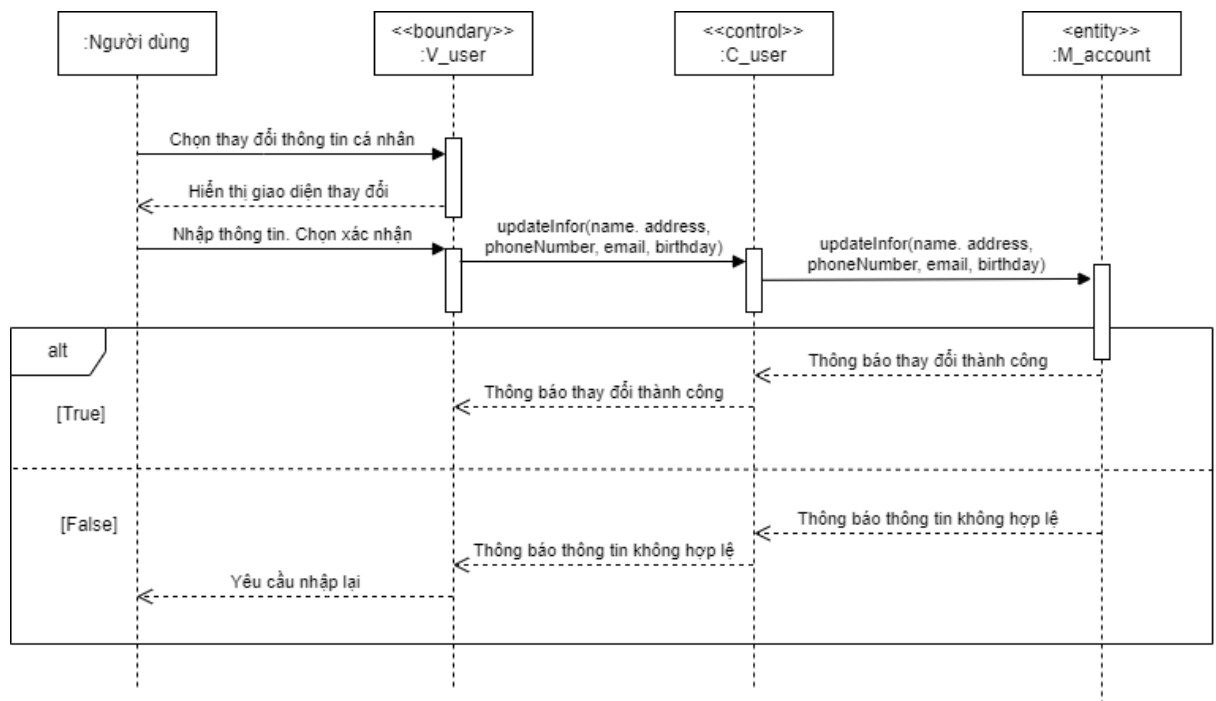 :Người dùng
<<boundary>>
:V_user
<<control>>
:C_user
<entity>>
:M_account
Chọn thay đổi thông tin cá nhân
Hiển thị giao diện thay đổi
Nhập thông tin. Chọn xác nhận
updateInfor(name. address,
phoneNumber, email, birthday)
updateInfor(name. address,
phoneNumber, email, birthday)
alt
Thông báo thay đổi thành công
Thông báo thay đổi thành công
[True]
[False]
Thông báo thông tin không hợp lệ
Thông báo thông tin không hợp lệ
Yêu cầu nhập lại